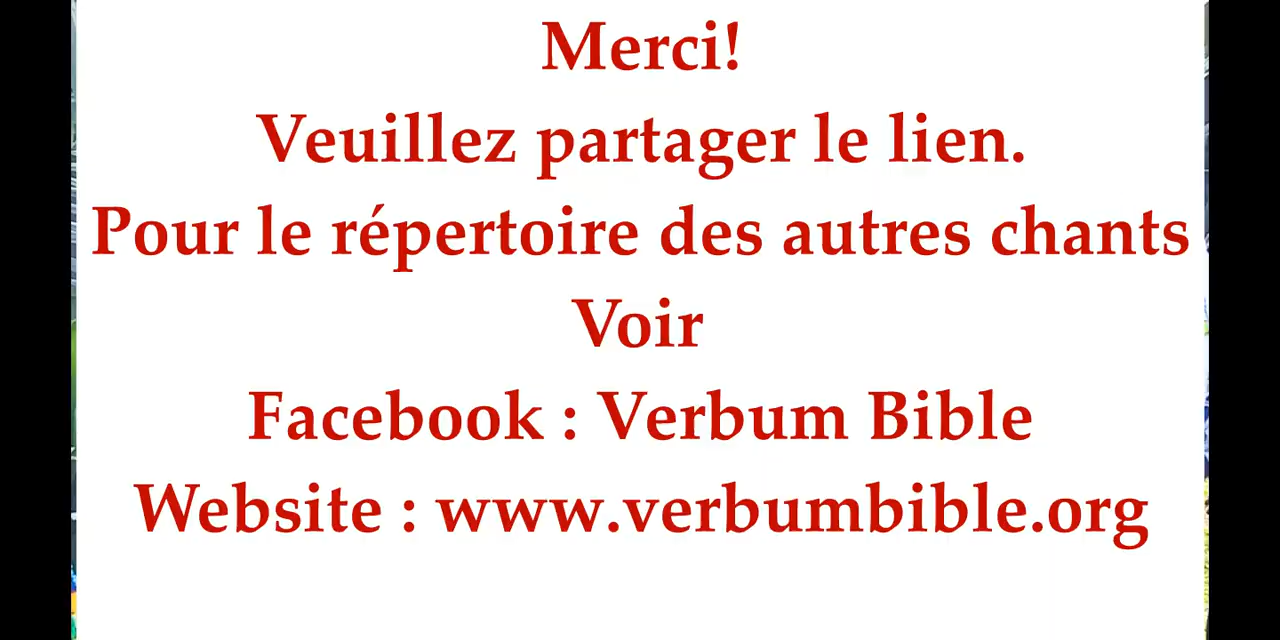 Merci!
Veuillez partager le lien.
Pour le répertoire des autres chants
Voir
Facebook : Verbum Bible
Website : www.verbumbible.org